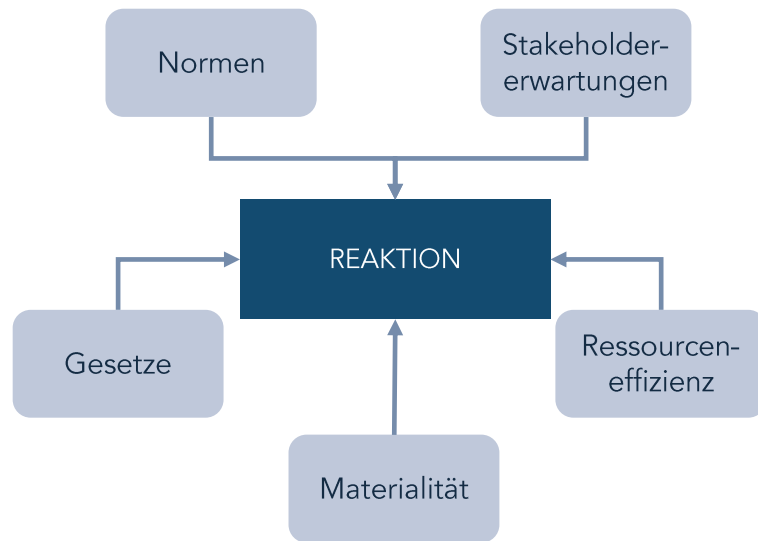 Normen
Stakeholder-
erwartungen
REAKTION
Gesetze
Ressourcen-
effizienz
Materialität